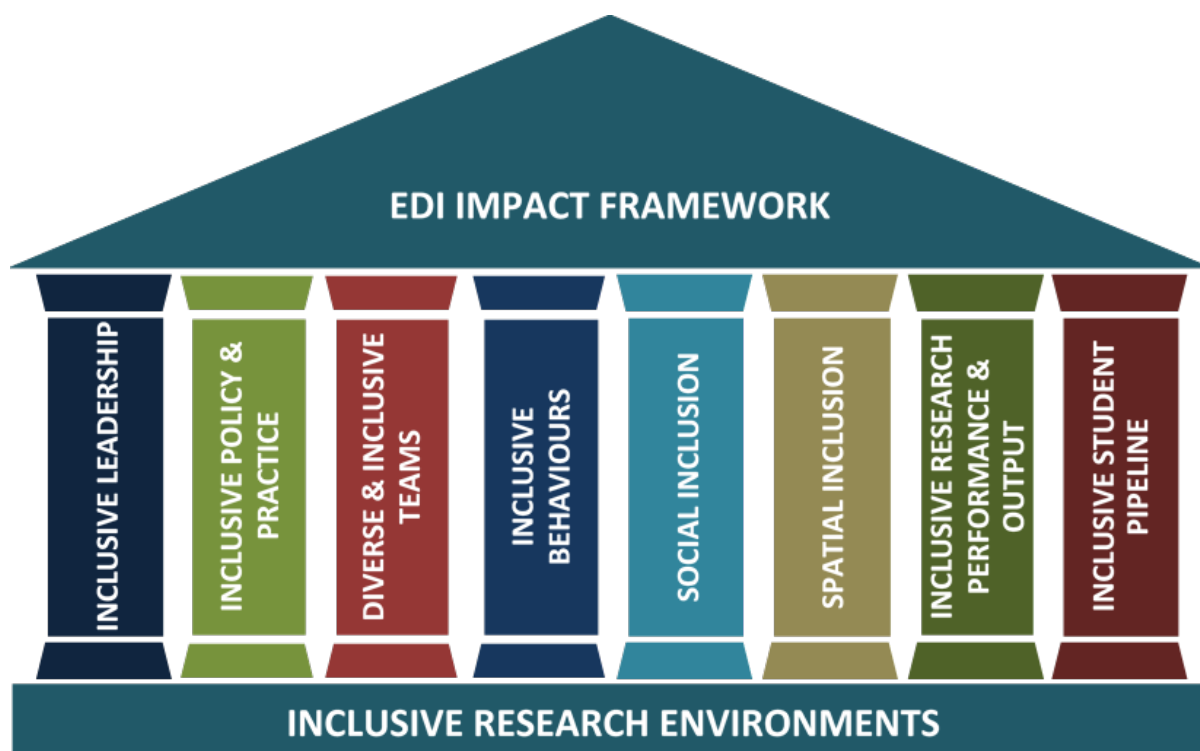 EDI IMPACT FRAMEWORK
INCLUSIVE LEADERSHIP
INCLUSIVE POLICY &
PRACTICE
DIVERSE & INCLUSIVE
TEAMS
INCLUSIVE
BEHAVIOURS
SOCIAL INCLUSION
SPATIAL INCLUSION
INCLUSIVE RESEARCH
PERFORMANCE &
OUTPUT
INCLUSIVE STUDENT
PIPELINE
INCLUSIVE RESEARCH ENVIRONMENTS